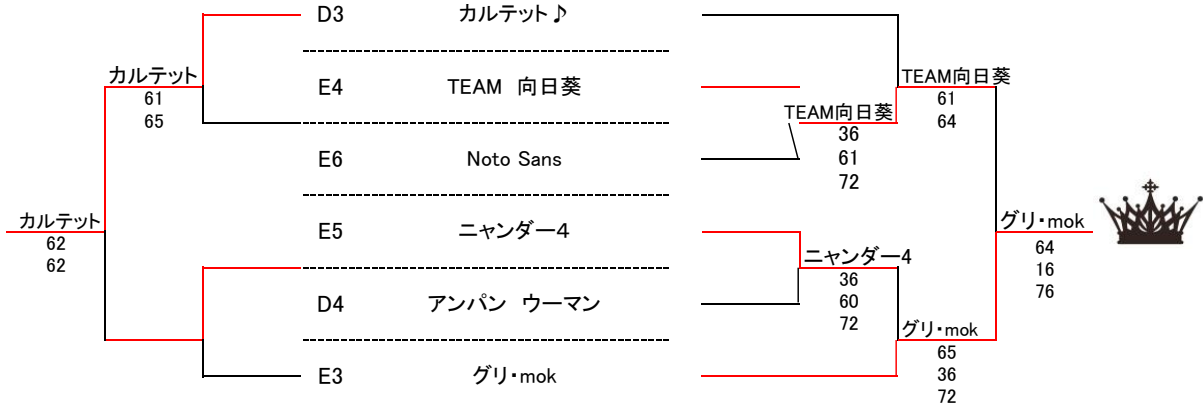 D3 カルテット♪
カルテット
61
65
E4 TEAM 向日葵
TEAM向日葵
61
64
TEAM向日葵
36
61
72
E6 Noto Sans
カルテット
62
62
E5 ニャンダー4
グリ・mok
64
16
76
ニャンダー4
36
60
72
D4 アンパン ウーマン
グリ・mok
65
36
72
E3 グリ・mok